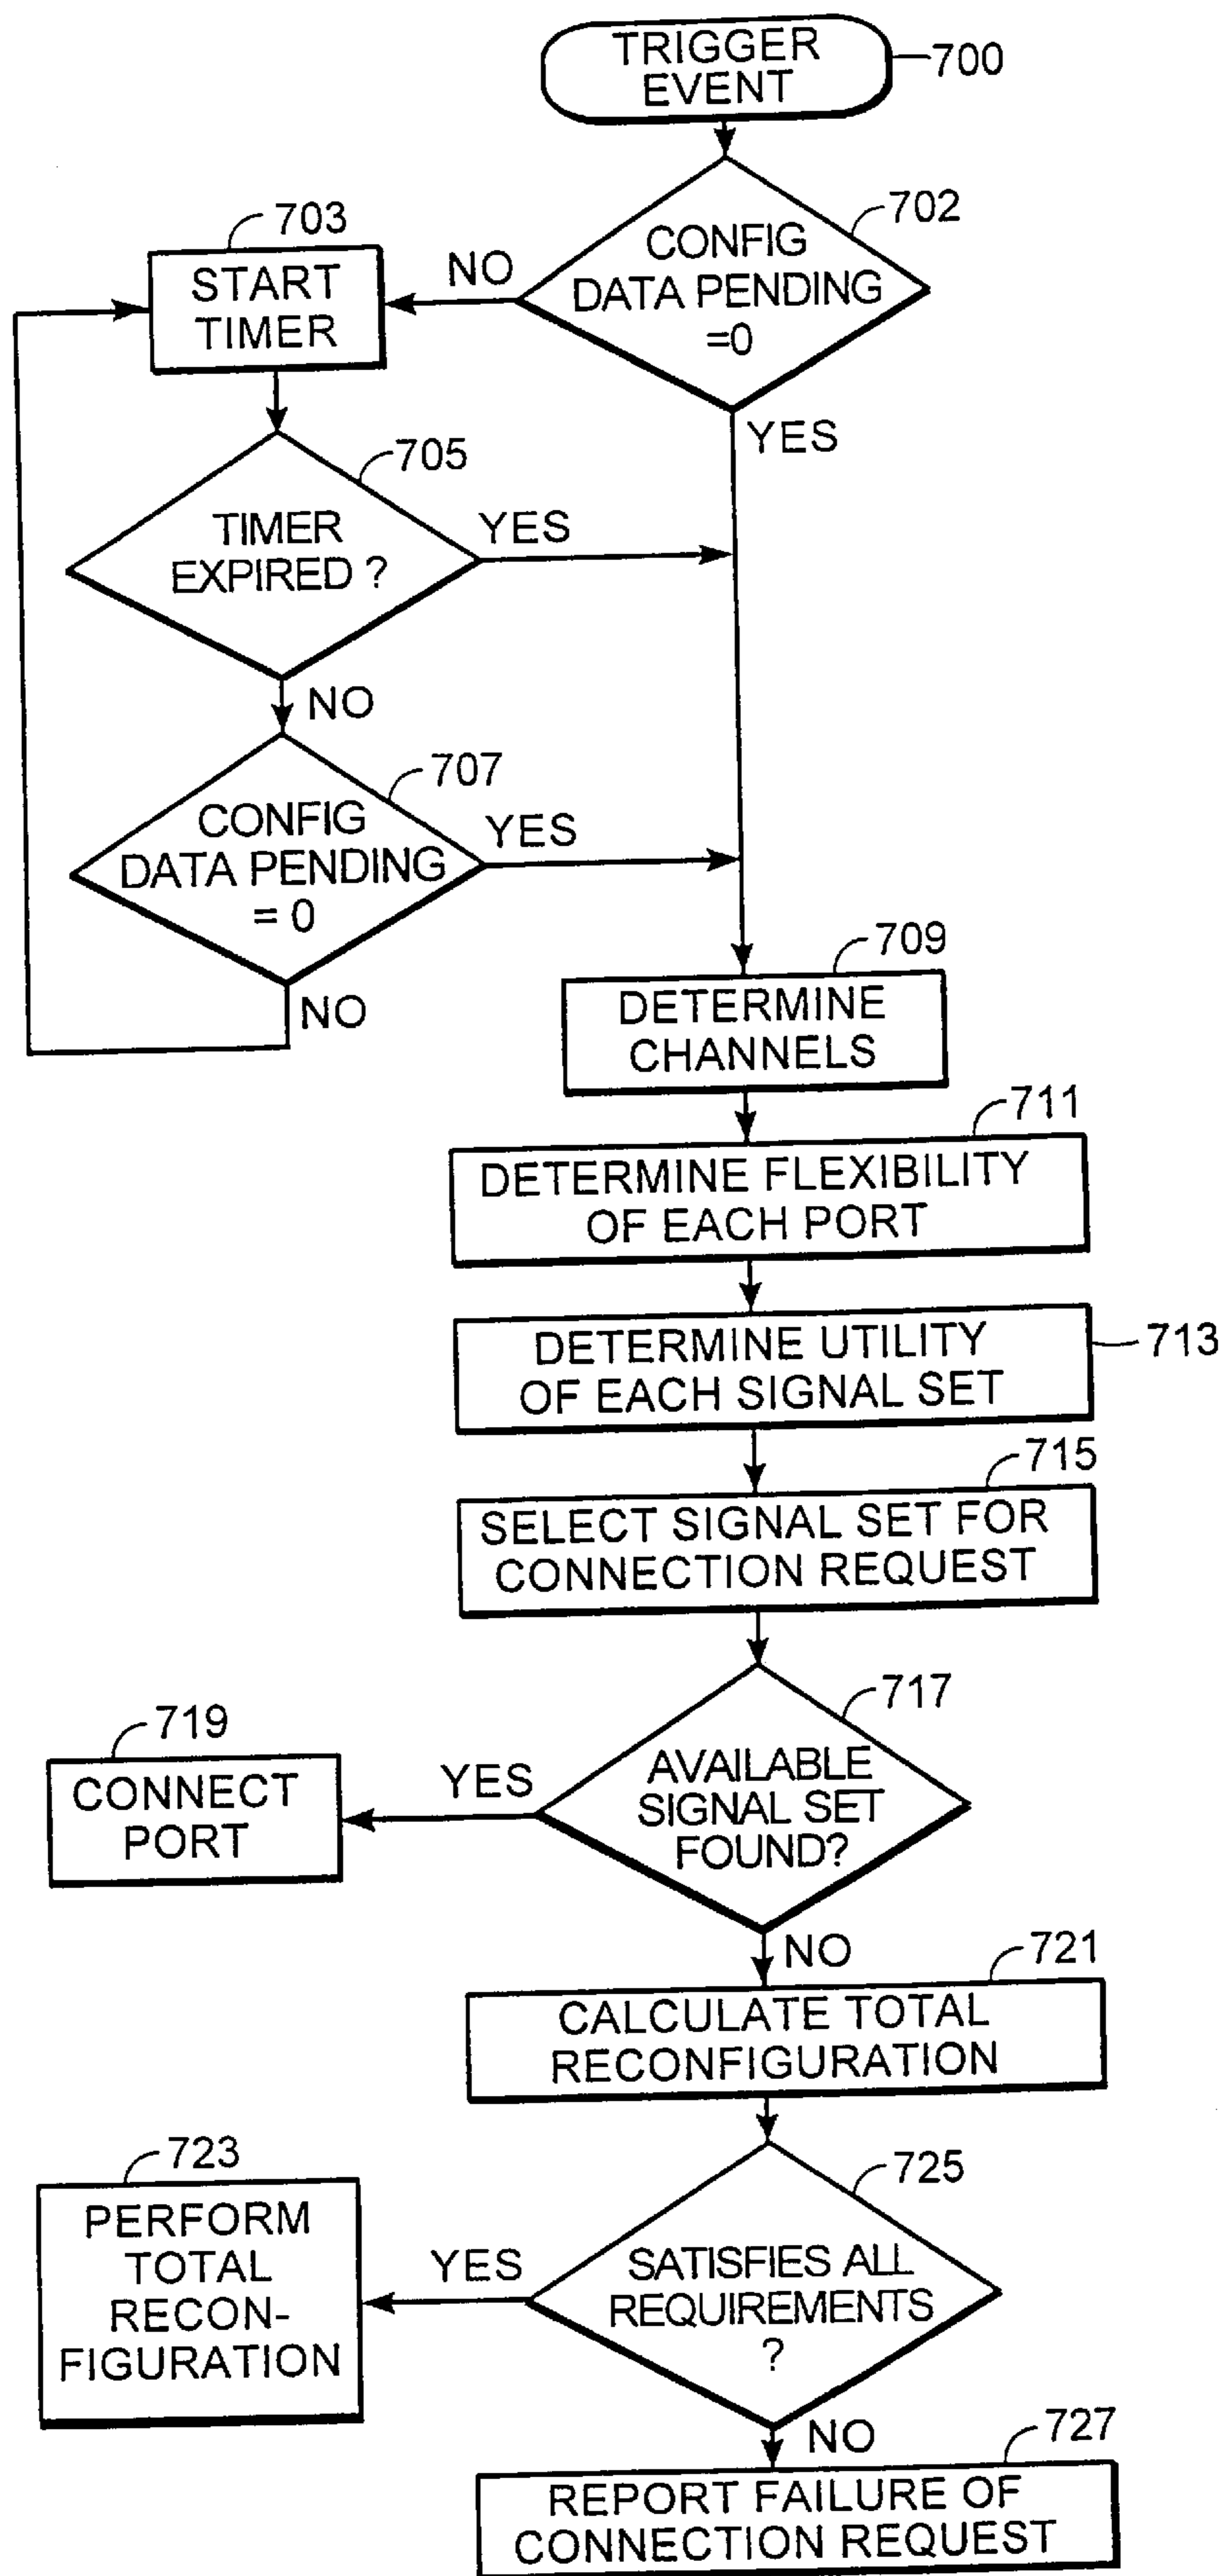 TRIGGER
EVENT
700
702
CONFIG
DATA PENDING
=0
NO
YES
703
START
TIMER
705
TIMER
EXPIRED ?
YES
NO
707
CONFIG
DATA PENDING
= 0
YES
NO
709
DETERMINE
CHANNELS
711
DETERMINE FLEXIBILITY
OF EACH PORT
DETERMINE UTILITY
OF EACH SIGNAL SET
713
715
SELECT SIGNAL SET FOR
CONNECTION REQUEST
717
AVAILABLE
SIGNAL SET
FOUND?
YES
719
CONNECT
PORT
NO
721
CALCULATE TOTAL
RECONFIGURATION
725
SATISFIES ALL
REQUIREMENTS
?
YES
723
PERFORM
TOTAL
RECON-
FIGURATION
NO
727
REPORT FAILURE OF
CONNECTION REQUEST